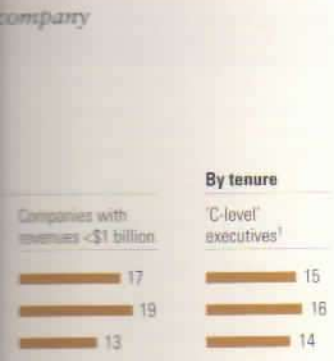 company
By tenure
Companies with
revenues <$1 billion
'C-level'
executives¹
17
19
13
15
16
14